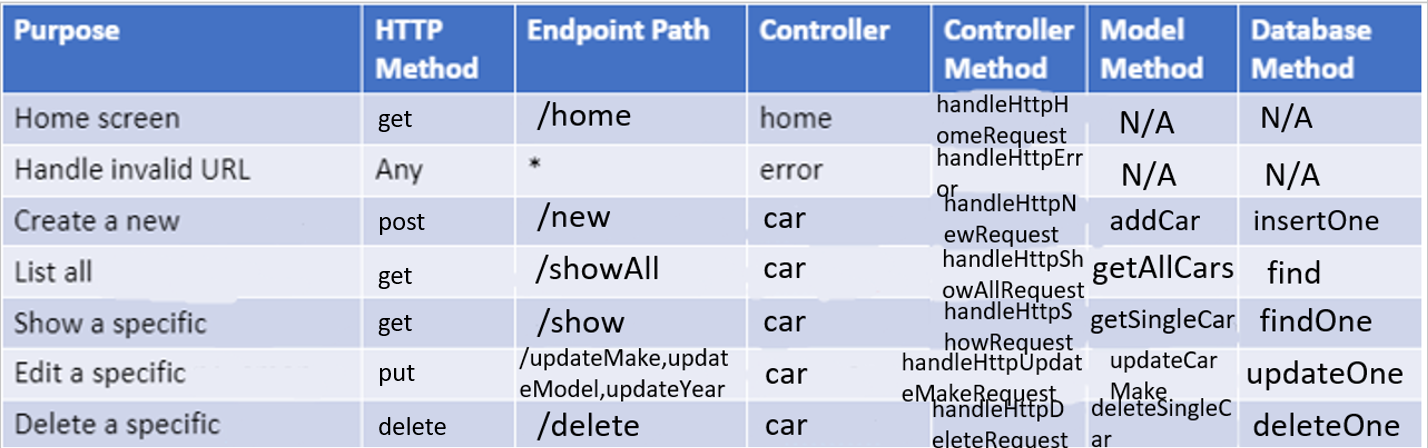 Purpose HTTP Method Endpoint Path Controller Controller Method Model Method Database Method
Home screen get /home home handleHttpHomeRequest N/A N/A
Handle invalid URL Any * error handleHttpError N/A N/A
Create a new post /new car handleHttpNewRequest addCar insertOne
List all get /showAll car handleHttpShowAllRequest getAllCars find
Show a specific get /show car handleHttpShowRequest getSingleCar findOne
Edit a specific put /updateMake,updateModel,updateYear car handleHttpUpdateMakeRequest updateCar Make updateOne
Delete a specific delete /delete car handleHttpDeleteRequest deleteSingleCar deleteOne